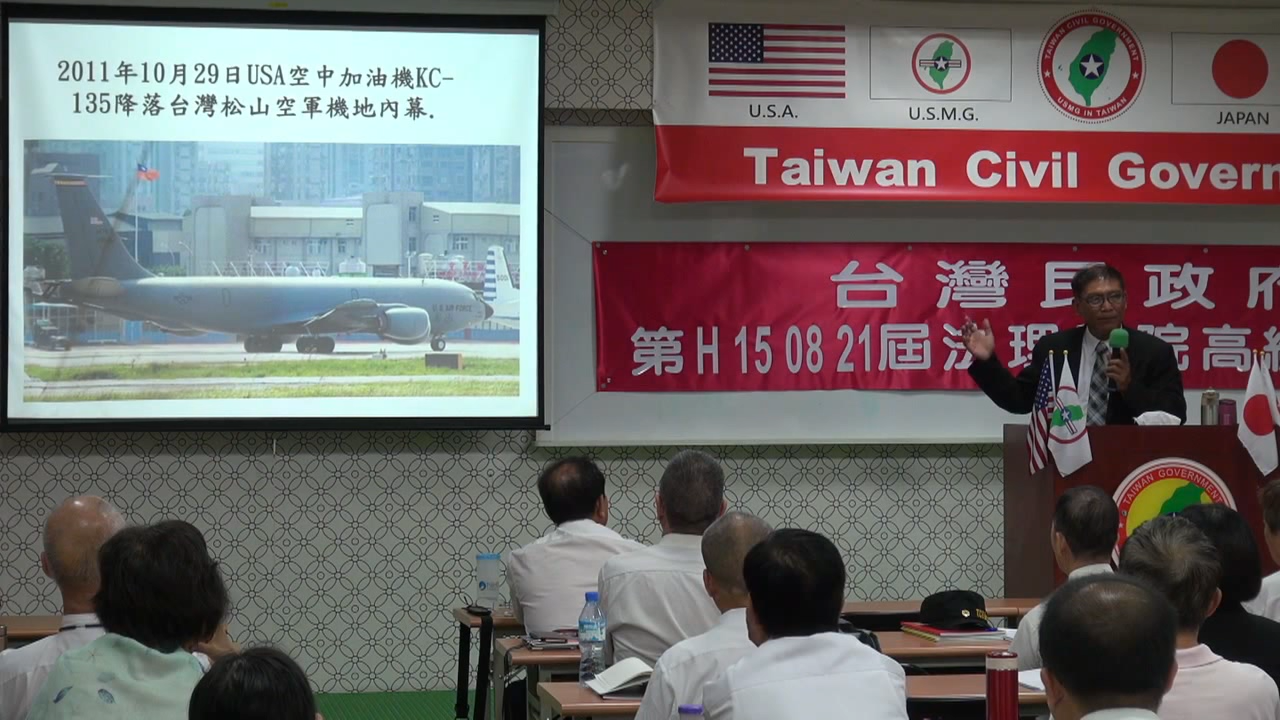 2011年10月29日USA空中加油機KC-
135降落台灣松山空軍機地內幕.
U.S. AIR FORCE
U.S.A.
U.S.M.G.
TAIWAN CIVIL GOVERNMENT
USMG IN TAIWAN
JAPAN
Taiwan Civil Govern
台灣民政府
第H 15 08 21屆法理 院高
TAIWAN GOVERNMENT